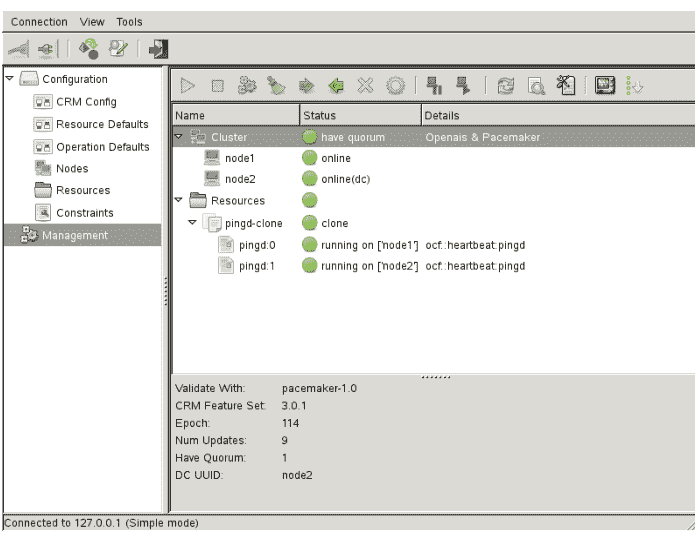 Connection View Tools
Configuration
CRM Config
Resource Defaults
Operation Defaults
Nodes
Resources
Constraints
Management
Name Status Details
Cluster have quorum Openais & Pacemaker
node1 online
node2 online(dc)
Resources
pingd-clone clone
pingd:0 running on ['node1'] ocf::heartbeat:pingd
pingd:1 running on ['node2'] ocf::heartbeat:pingd
Validate With: pacemaker-1.0
CRM Feature Set: 3.0.1
Epoch: 114
Num Updates: 9
Have Quorum: 1
DC UUID: node2
Connected to 127.0.0.1 (Simple mode)